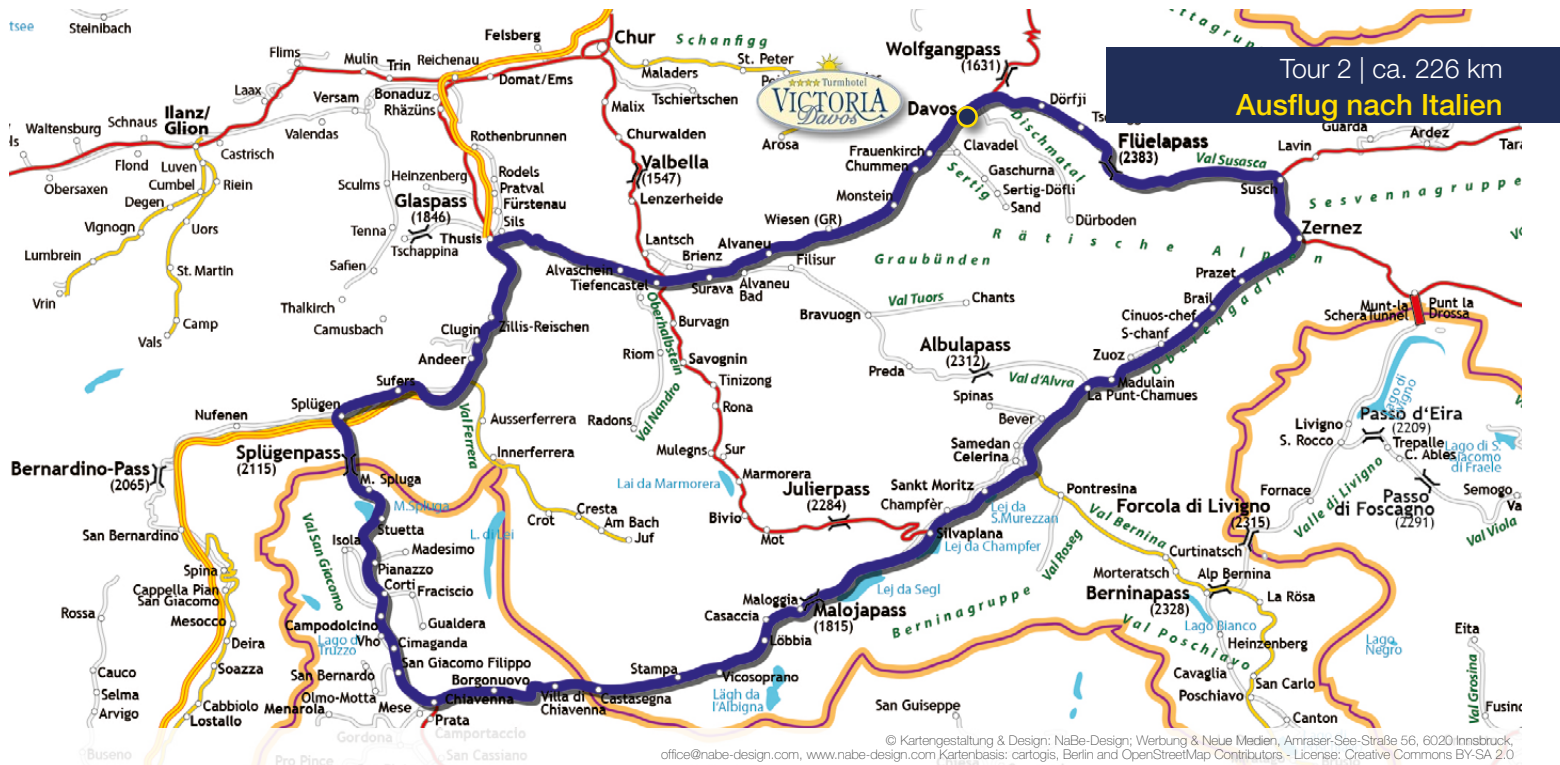 Tour 2 | ca. 226 km
Ausflug nach Italien
tsee
Steinibach
Felsberg
Chur
Schanfigg
Wolfgangpass
(1631)
Flims
Mulin
Trin
Reichenau
Domat/Ems
Maladers
St. Peter
Tschiertschen
Turmhotel
VICTORIA
Davos
Davos
Dörfji
Laax
Versam
Bonaduz
Rhäzüns
Malix
Arosa
Ilanz/
Glion
Schnaus
Waltensburg
Valendas
Castrisch
Flond
Luven
Obersaxen
Cumbel
Riein
Degen
Vignogn
Uors
Lumbrein
St. Martin
Vrin
Camp
Vals
Rothenbrunnen
Churwalden
Valbella
(1547)
Lenzerheide
Rodels
Pratval
Fürstenau
Sils
Heinzenberg
Sculms
Glaspass
(1846)
Thusis
Tschappina
Tenna
Safien
Thalkirch
Camusbach
Frauenkirch
Chummen
Clavadel
Dischmatal
Sertig
Gaschurna
Sertig-Döfli
Sand
Dürboden
Monstein
Wiesen (GR)
Flüelapass
(2383)
Val Susasca
Susch
Lavin
Guarda
Ardez
Sesvennagruppe
Zernez
Rätische Alpen
Lantsch
Brienz
Alvaneu
Filisur
Graubünden
Alvaschein
Tiefencastel
Surava
Alvaneu
Bad
Val Tuors
Chants
Bravuogn
Prazet
Brail
Cinuos-chef
S-chanf
Oberengadin
Zuoz
Madulain
La Punt-Chamues
Munt-la
Schera
Tunnel
Punt la
Drossa
Oberhalbstein
Burvagn
Savognin
Riom
Tinizong
Rona
Radons
Val Nandro
Mulegns
Sur
Marmorera
Lai da Marmorera
Bivio
Mot
Julierpass
(2284)
Albulapass
(2312)
Preda
Val d'Alvra
Spinas
Bever
Samedan
Celerina
Sankt Moritz
Champfèr
Lej da
S.Murezzan
Silvaplana
Lej da Champfer
Pontresina
Val Bernina
Val Roseg
Zillis-Reischen
Clugin
Andeer
Sufers
Splügen
Nufenen
Val Ferrera
Ausserferrera
Innerferrera
Cresta
Crot
Am Bach
Juf
Bernardino-Pass
(2065)
Splügenpass
(2115)
M. Spluga
M.Spluga
Stuetta
Isola
Madesimo
Pianazzo
Corti
Fraciscio
Val San Giacomo
L. di Lei
San Bernardino
Spina
Cappella Pian
San Giacomo
Rossa
Mesocco
Deira
Soazza
Cauco
Selma
Arvigo
Cabbiolo
Lostallo
Campodolcino
Gualdera
Lago d
Truzzo
Vho
Cimaganda
San Giacomo Filippo
San Bernardo
Borgonuovo
Olmo-Motta
Menarola
Mese
Chiavenna
Prata
Villa di
Chiavenna
Castasegna
Stampa
Vicosoprano
Lägh da
l'Albigna
Casaccia
Löbbia
Maloggia
Malojapass
(1815)
Lej da Segl
Berninagruppe
San Guiseppe
Forcola di Livigno
(2315)
Curtinatsch
Morteratsch
Alp Bernina
Berninapass
(2328)
La Rösa
Lago Bianco
Heinzenberg
Val Poschiavo
Cavaglia
Poschiavo
San Carlo
Canton
Lago
Negro
Eita
Val Grosina
Livigno
S. Rocco
Passo d'Eira
(2209)
Trepalle
C. Ables
Fornace
Valle di Livigno
Passo
di Foscagno
(2291)
Semogo
Val Viola
Buseno
Gordona
Camportaccio
San Cassiano
Pro Pince
© Kartengestaltung & Design: NaBe-Design; Werbung & Neue Medien, Amraser-See-Straße 56, 6020 Innsbruck,
office@nabe-design.com, www.nabe-design.com Kartenbasis: cartogis, Berlin and OpenStreetMap Contributors - License: Creative Commons BY-SA 2.0